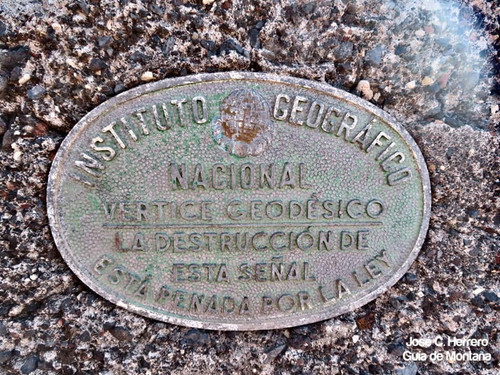 INSTITUTO GEOGRÁFICO
NACIONAL
VÉRTICE GEODÉSICO
LA DESTRUCCIÓN DE
ESTA SEÑAL
ESTÁ PENADA POR LA LEY
José C. Herrero
Guía de Montaña